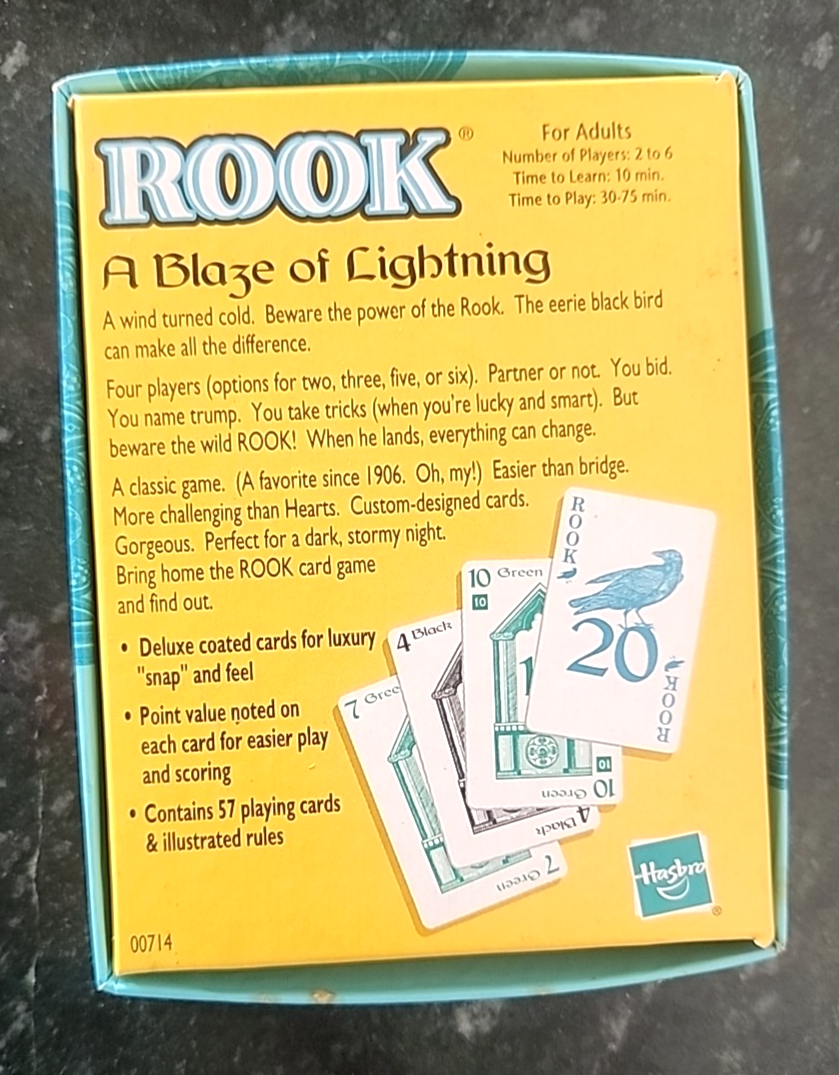 ROOK®
For Adults
Number of Players: 2 to 6
Time to Learn: 10 min.
Time to Play: 30-75 min.
A Blaze of Lightning
A wind turned cold. Beware the power of the Rook. The eerie black bird
can make all the difference.
Four players (options for two, three, five, or six). Partner or not. You bid.
You name trump. You take tricks (when you're lucky and smart). But
beware the wild ROOK! When he lands, everything can change.
A classic game. (A favorite since 1906. Oh, my!) Easier than bridge.
More challenging than Hearts. Custom-designed cards.
Gorgeous. Perfect for a dark, stormy night.
Bring home the ROOK card game
and find out.
• Deluxe coated cards for luxury
"snap" and feel
• Point value noted on
each card for easier play
and scoring
• Contains 57 playing cards
& illustrated rules
ROOK
20
ROOK
10 Green
10
1
10
10 Green
4 Black
4 Black
7 Gree
7 Green
Hasbro®
00714